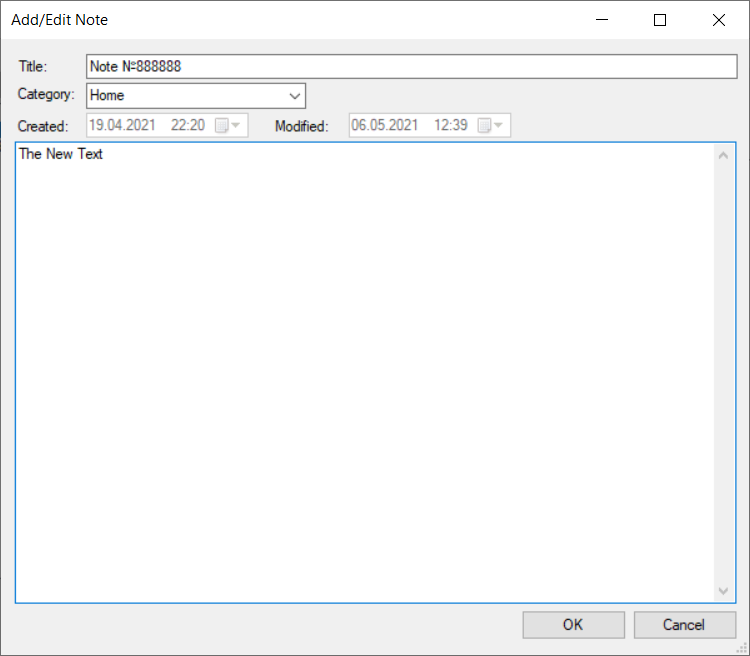 Add/Edit Note
Title: Note №888888
Category: Home
Created: 19.04.2021 22:20 Modified: 06.05.2021 12:39
The New Text
OK Cancel